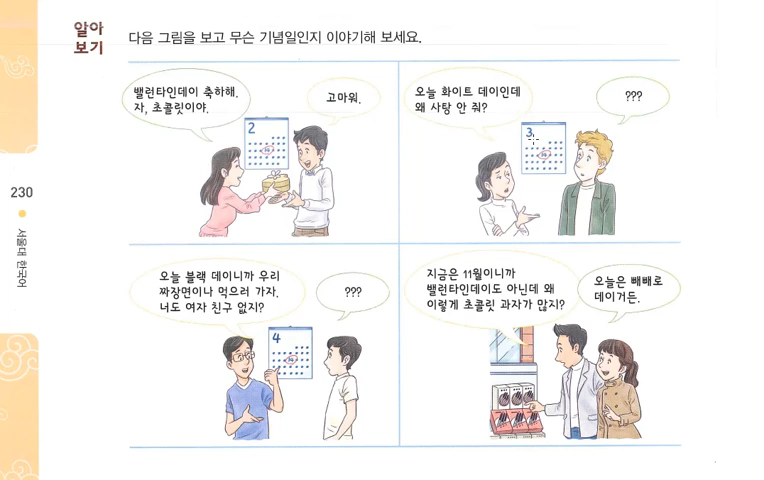 알아
보기
다음 그림을 보고 무슨 기념일인지 이야기해 보세요.
밸런타인데이 축하해.
자, 초콜릿이야.
고마워.
2
오늘 화이트 데이인데
왜 사탕 안 줘?
???
3
230
서울대 한국어
오늘 블랙 데이니까 우리
짜장면이나 먹으러 가자.
너도 여자 친구 없지?
???
4
지금은 11월이니까
밸런타인데이도 아닌데 왜
이렇게 초콜릿 과자가 많지?
오늘은 빼빼로
데이거든.